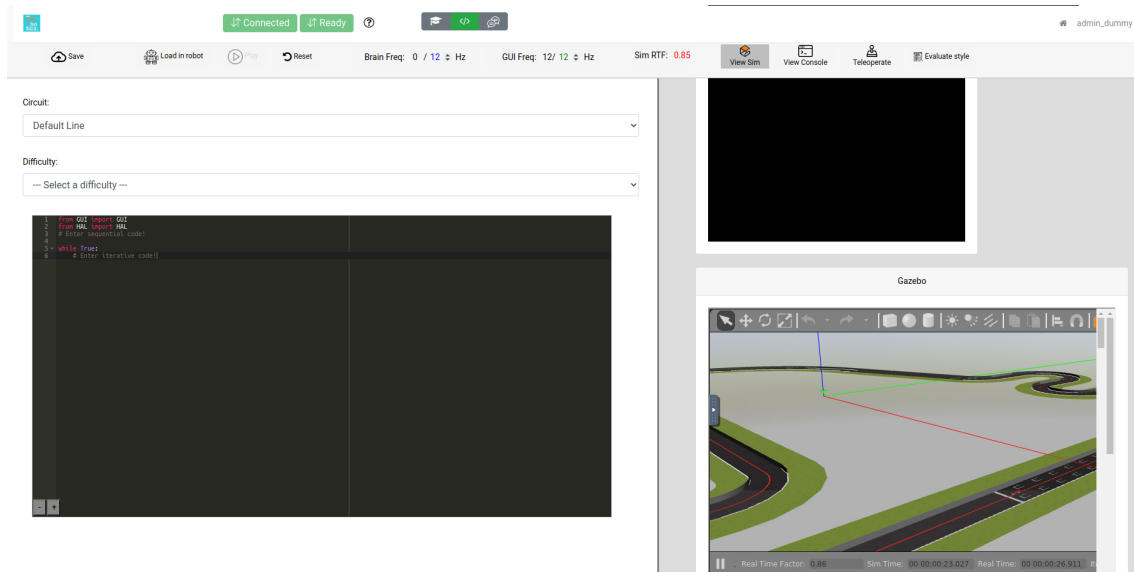 Connected
Ready
admin_dummy
Save
Load in robot
Play
Reset
Brain Freq: 0 / 12 Hz
GUI Freq: 12/ 12 Hz
Sim RTF: 0.85
View Sim
View Console
Teleoperate
Evaluate style
Circuit:
Default Line
Difficulty:
--- Select a difficulty ---
1 from GUI import GUI
2 from HAL import HAL
3 # Enter sequential code!
4
5 while True:
6 # Enter iterative code!
- +
Gazebo
Real Time Factor: 0.86 Sim Time: 00 00:00:23.027 Real Time: 00 00:00:26.911